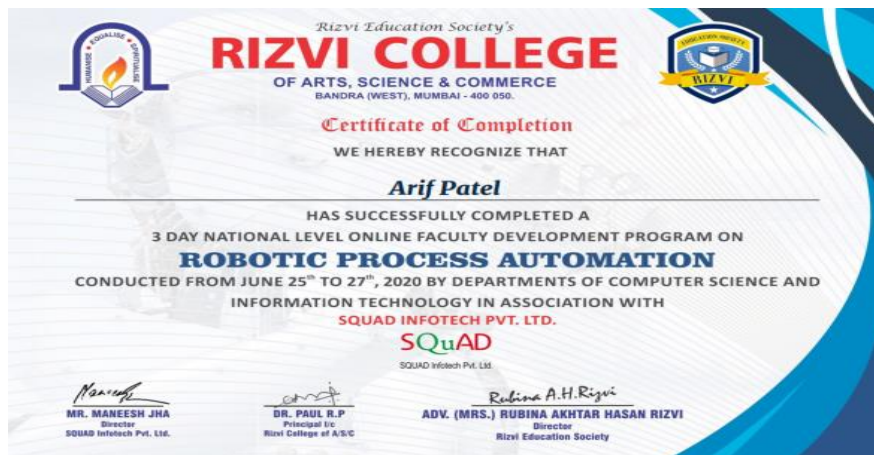 Rizvi Education Society's
RIZVI COLLEGE
OF ARTS, SCIENCE & COMMERCE
BANDRA (WEST), MUMBAI - 400 050.
HUMANISE • EQUALISE • SPIRITUALISE
EDUCATION SOCIETY
RIZVI
Certificate of Completion
WE HEREBY RECOGNIZE THAT
Arif Patel
HAS SUCCESSFULLY COMPLETED A
3 DAY NATIONAL LEVEL ONLINE FACULTY DEVELOPMENT PROGRAM ON
ROBOTIC PROCESS AUTOMATION
CONDUCTED FROM JUNE 25th TO 27th, 2020 BY DEPARTMENTS OF COMPUTER SCIENCE AND
INFORMATION TECHNOLOGY IN ASSOCIATION WITH
SQUAD INFOTECH PVT. LTD.
SQuAD
SQUAD Infotech Pvt. Ltd.
Rubina A.H.Rizvi
MR. MANEESH JHA
Director
SQUAD Infotech Pvt. Ltd.
DR. PAUL R.P
Principal I/c
Rizvi College of A/S/C
ADV. (MRS.) RUBINA AKHTAR HASAN RIZVI
Director
Rizvi Education Society